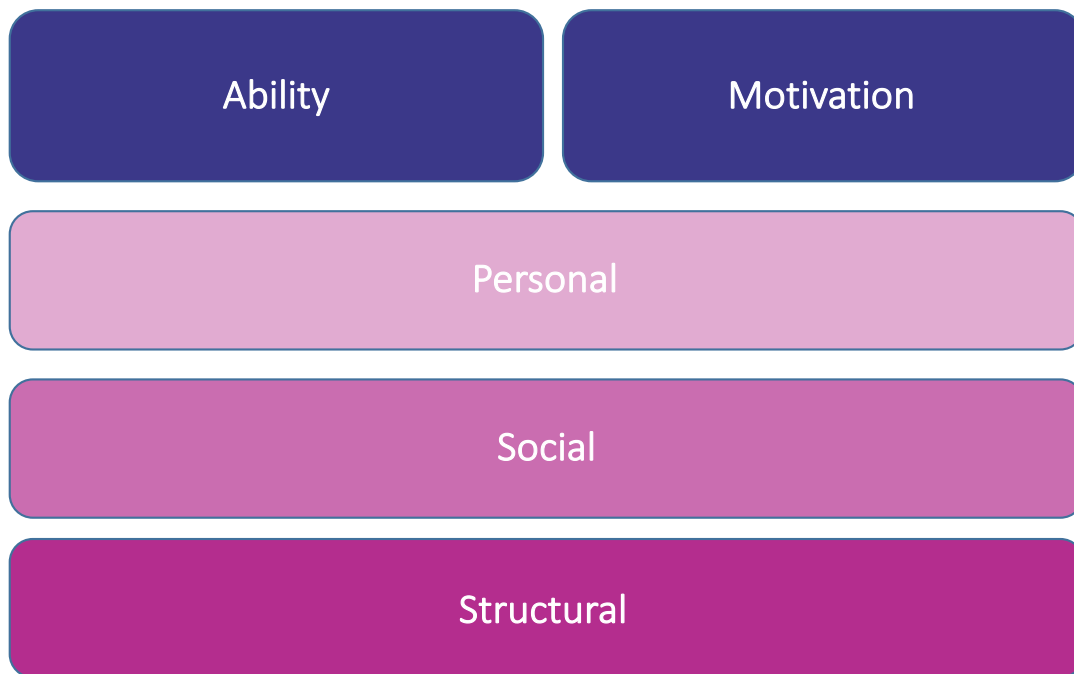 Ability
Motivation
Personal
Social
Structural